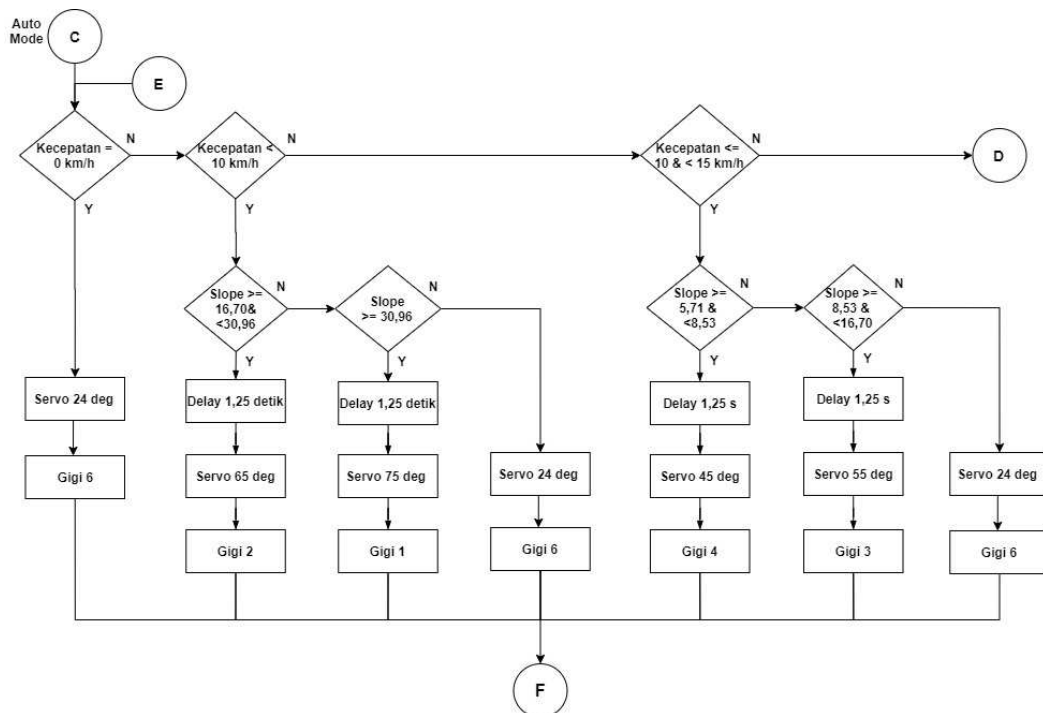 Auto
Mode
C
E
Kecepatan =
0 km/h
N
Y
Kecepatan <
10 km/h
N
Y
Kecepatan <=
10 & < 15 km/h
N
Y
D
Slope >=
16,70&
<30,96
N
Y
Slope
>= 30,96
N
Y
Slope >=
5,71 &
<8,53
N
Y
Slope >=
8,53 &
<16,70
N
Y
Servo 24 deg
Delay 1,25 detik
Delay 1,25 detik
Delay 1,25 s
Delay 1,25 s
Gigi 6
Servo 65 deg
Servo 75 deg
Servo 24 deg
Servo 45 deg
Servo 55 deg
Servo 24 deg
Gigi 2
Gigi 1
Gigi 6
Gigi 4
Gigi 3
Gigi 6
F